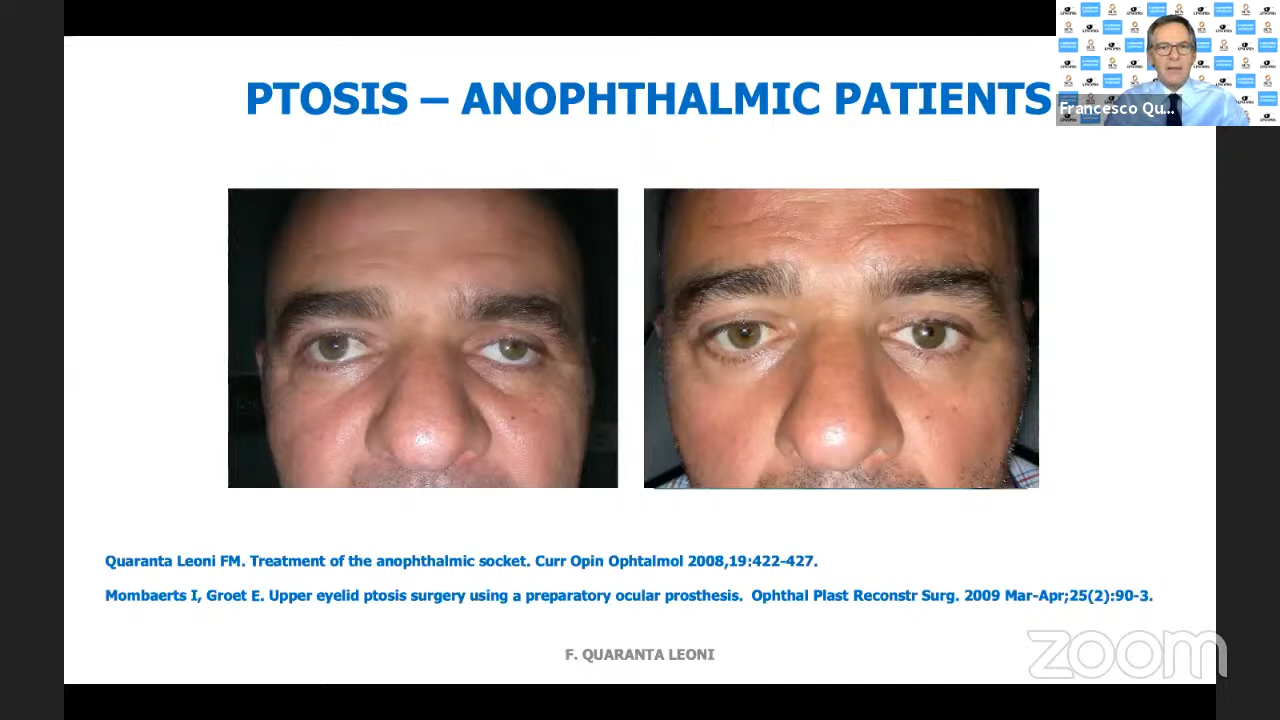 PTOSIS – ANOPHTHALMIC PATIENTS
Francesco Qu...
Quaranta Leoni FM. Treatment of the anophthalmic socket. Curr Opin Ophtalmol 2008,19:422-427.
Mombaerts I, Groet E. Upper eyelid ptosis surgery using a preparatory ocular prosthesis. Ophthal Plast Reconstr Surg. 2009 Mar-Apr;25(2):90-3.
F. QUARANTA LEONI
zoom